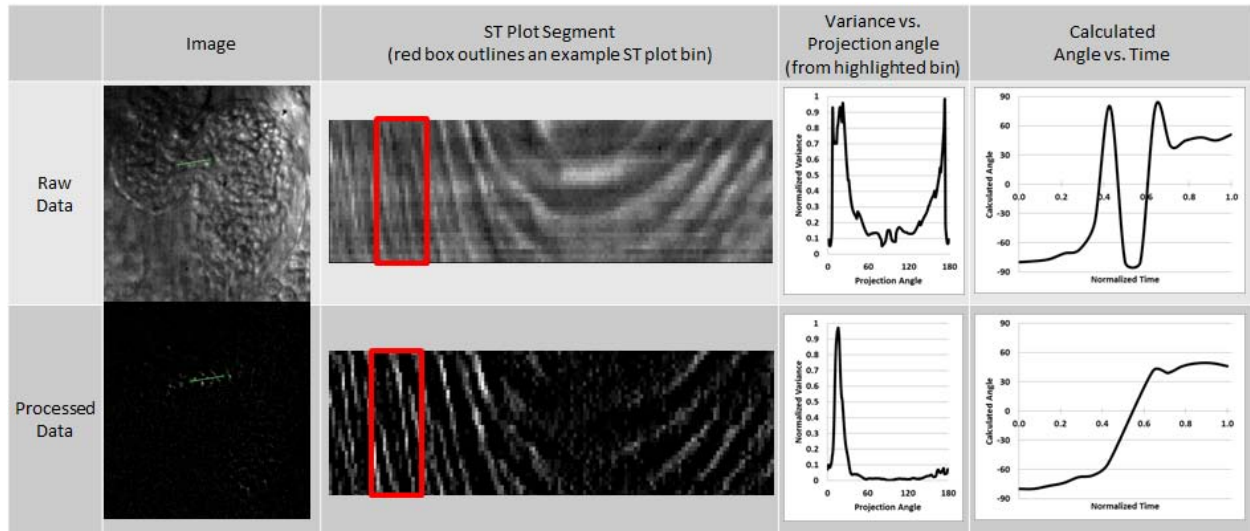 Image
ST Plot Segment
(red box outlines an example ST plot bin)
Variance vs.
Projection angle
(from highlighted bin)
Calculated
Angle vs. Time
Raw
Data
Normalized Variance
1
0.9
0.8
0.7
0.6
0.5
0.4
0.3
0.2
0.1
0
0 60 120 180
Projection Angle
Calculated Angle
90
60
30
0
-30
-60
-90
0.0 0.2 0.4 0.6 0.8 1.0
Normalized Time
Processed
Data
Normalized Variance
1
0.9
0.8
0.7
0.6
0.5
0.4
0.3
0.2
0.1
0
0 60 120 180
Projection Angle
Calculated Angle
90
60
30
0
-30
-60
-90
0.0 0.2 0.4 0.6 0.8 1.0
Normalized Time